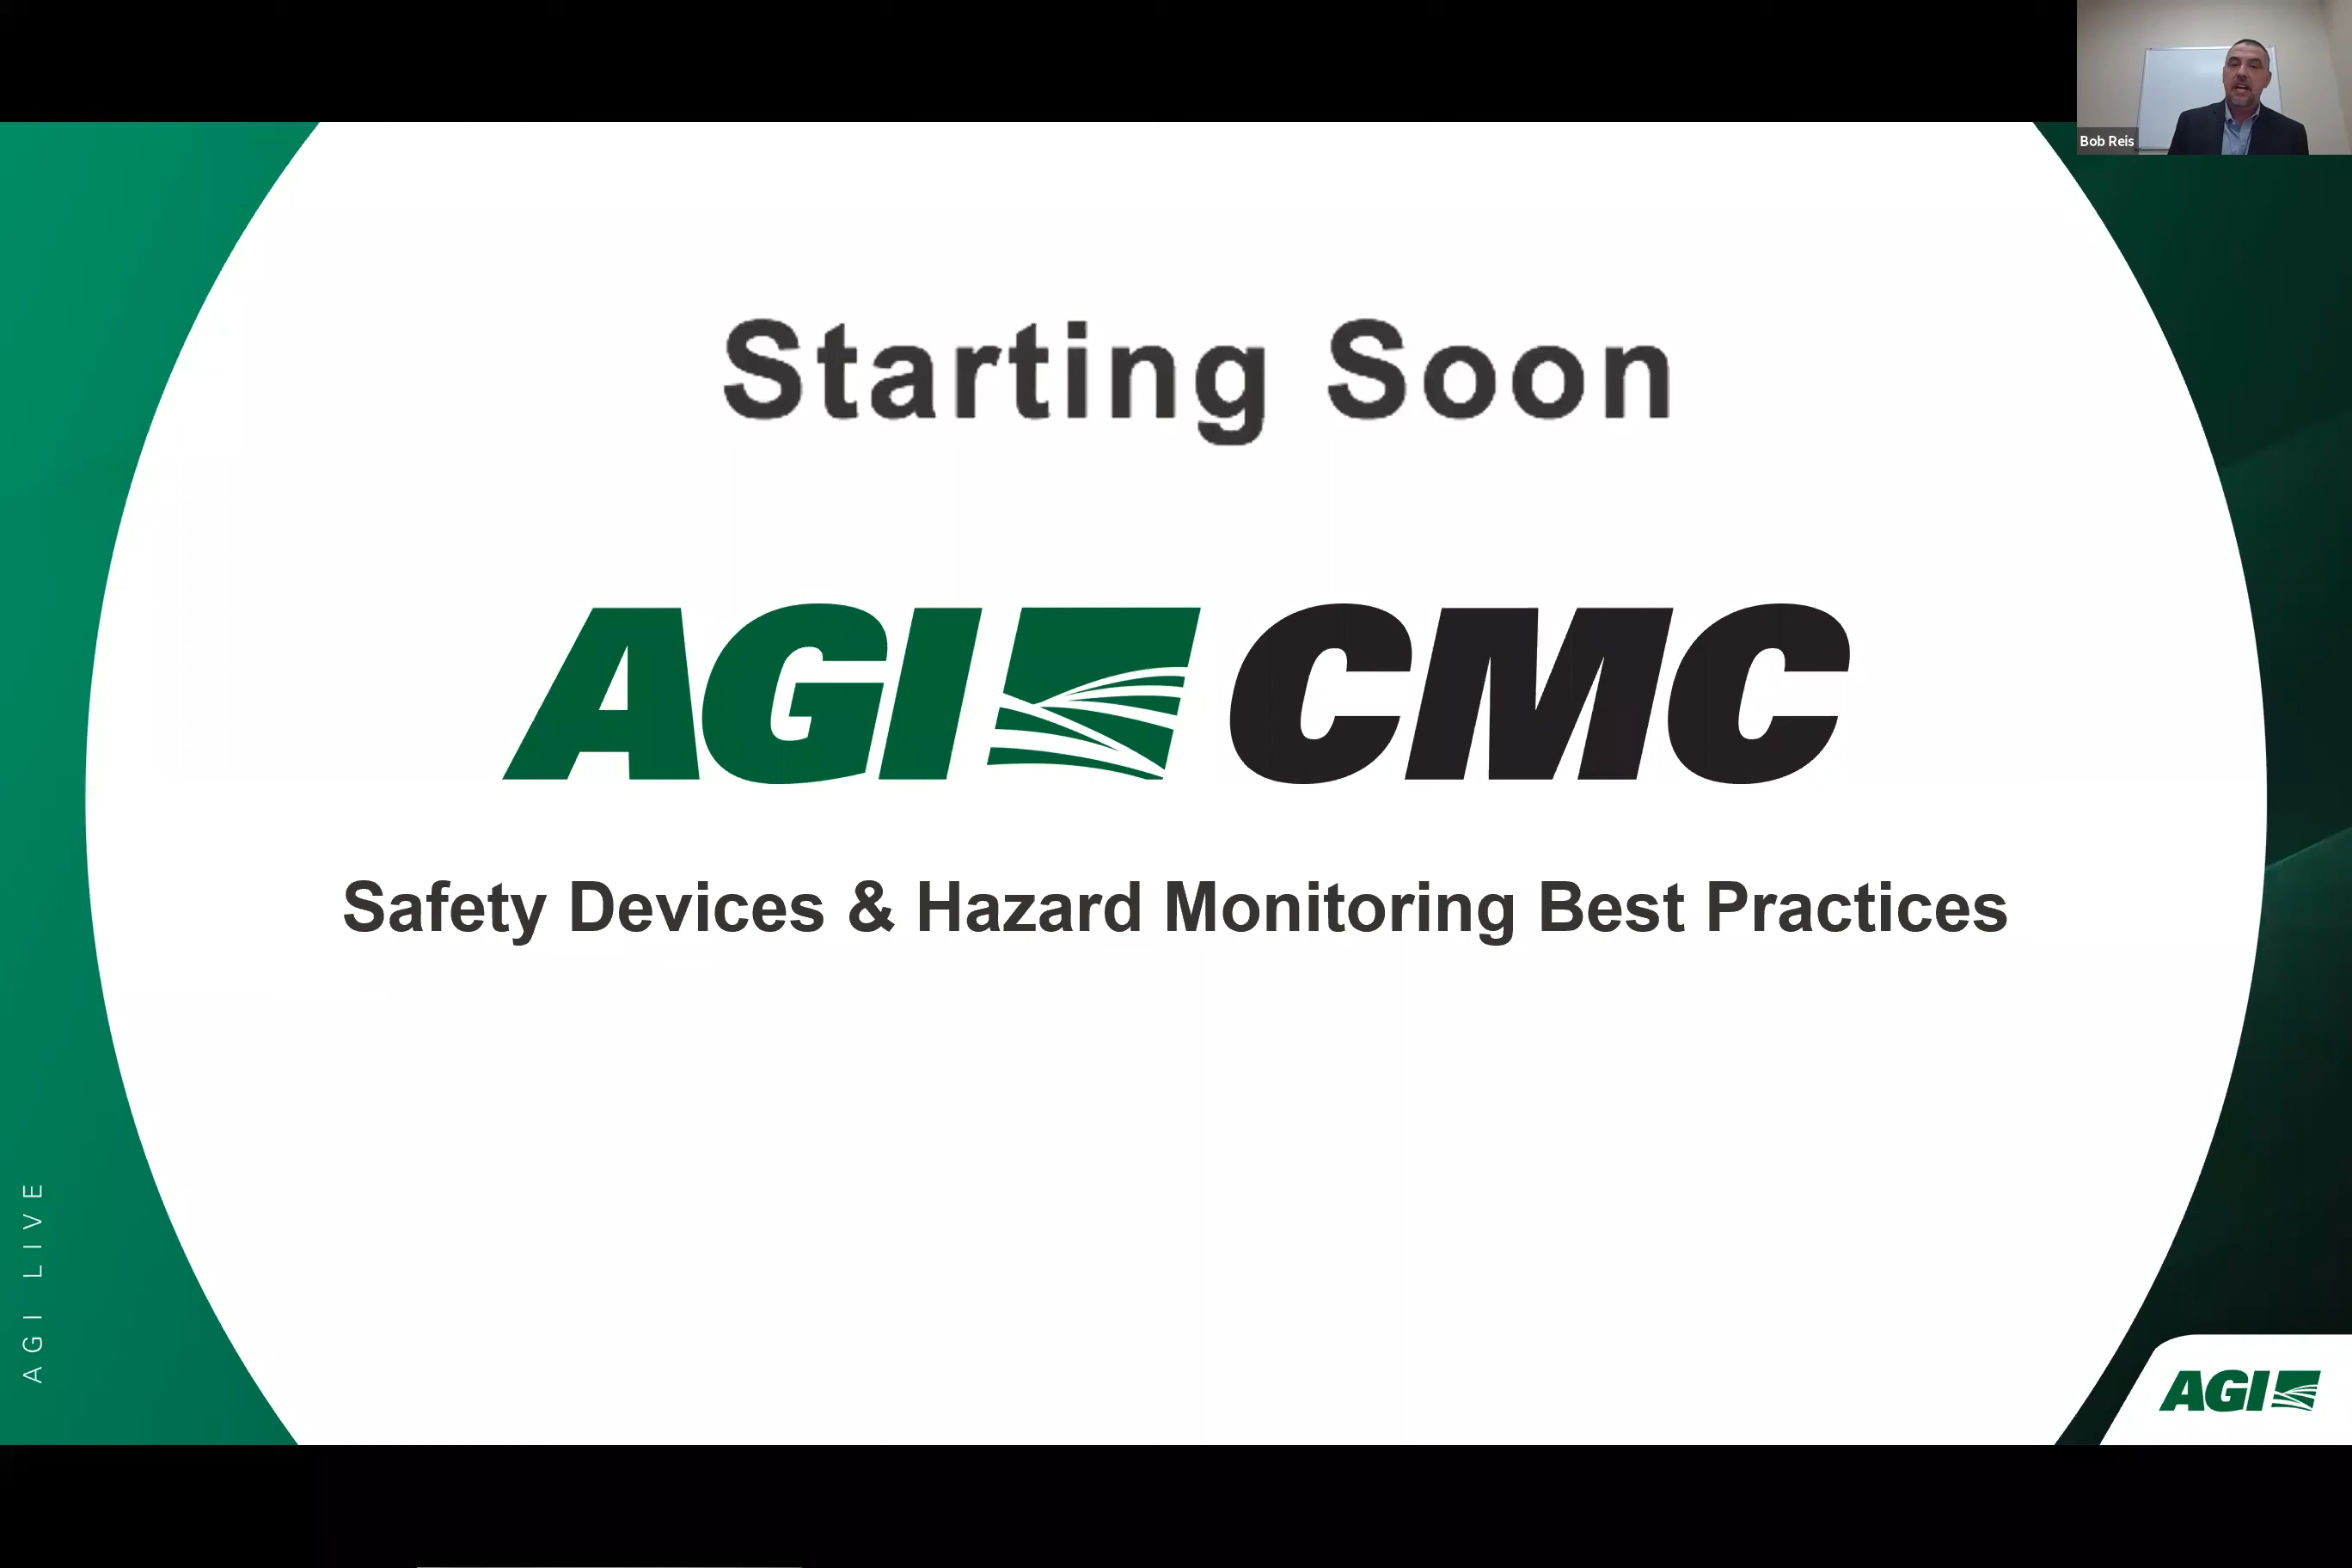 Bob Reis
Starting Soon
AGI CMC
Safety Devices & Hazard Monitoring Best Practices
AGI LIVE
AGI